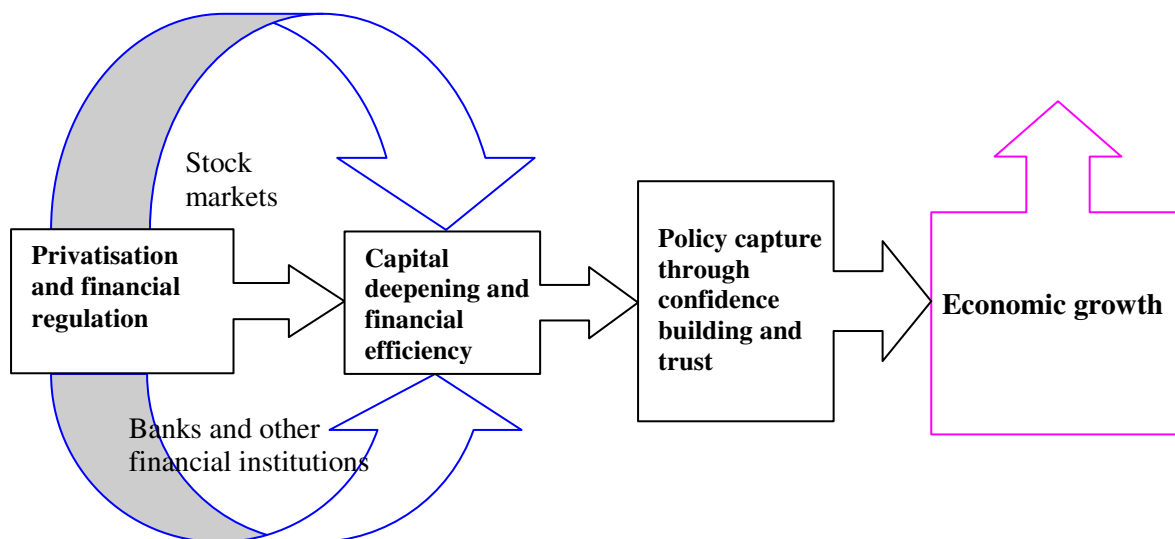 Stock
markets
Privatisation
and financial
regulation
Capital
deepening and
financial
efficiency
Policy capture
through
confidence
building and
trust
Economic growth
Banks and other
financial institutions